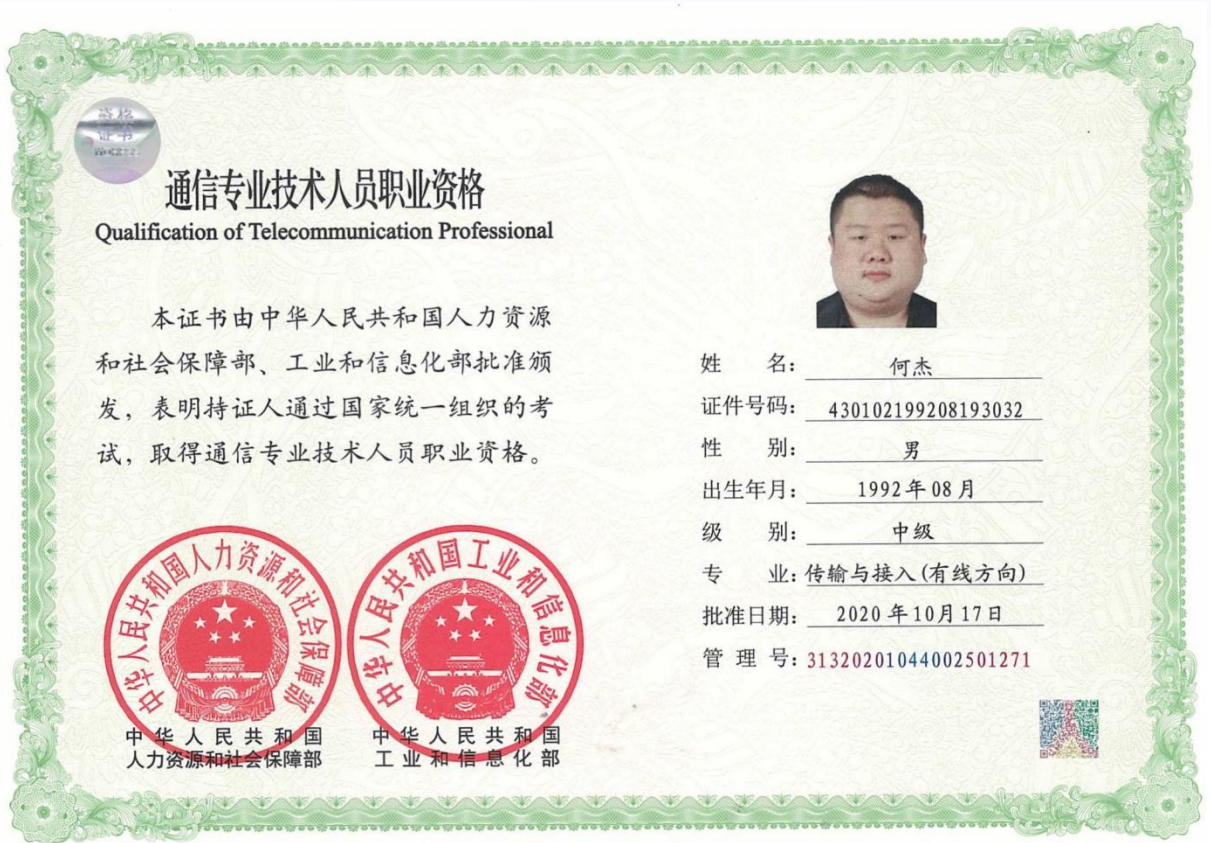 资格
证书
通信专业技术人员职业资格
Qualification of Telecommunication Professional
本证书由中华人民共和国人力资源
和社会保障部、工业和信息化部批准颁
发，表明持证人通过国家统一组织的考
试，取得通信专业技术人员职业资格。
中华人民共和国人力资源和社会保障部
中华人民共和国
人力资源和社会保障部
中华人民共和国工业和信息化部
中华人民共和国
工业和信息化部
姓 名： 何杰
证件号码： 430102199208193032
性 别： 男
出生年月： 1992年08月
级 别： 中级
专 业： 传输与接入(有线方向)
批准日期： 2020年10月17日
管 理 号： 31320201044002501271